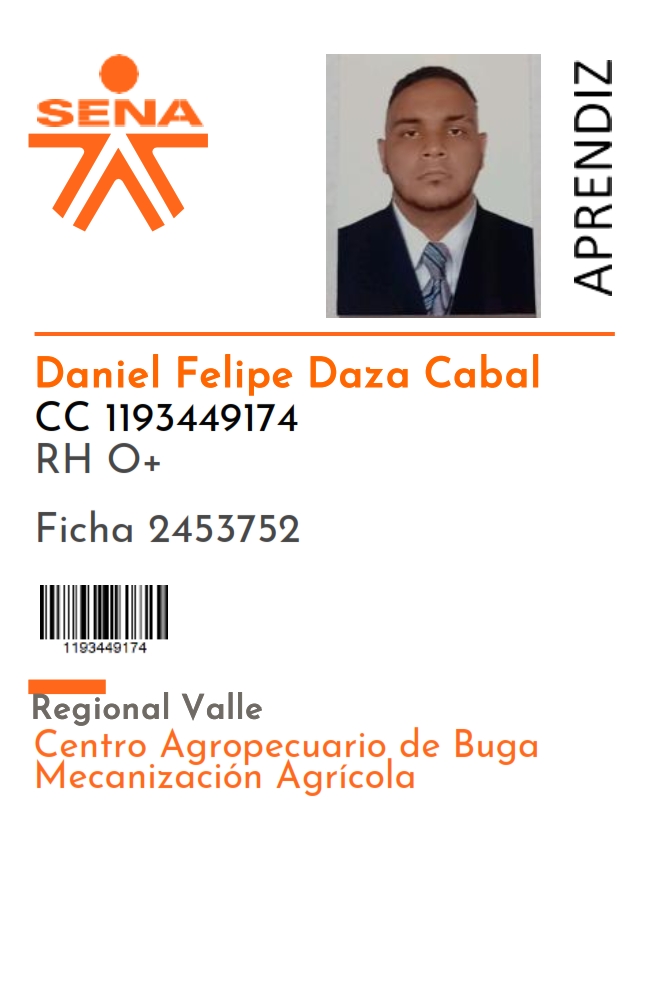 SENA
APRENDIZ
Daniel Felipe Daza Cabal
CC 1193449174
RH O+
Ficha 2453752
1193449174
Regional Valle
Centro Agropecuario de Buga
Mecanización Agrícola